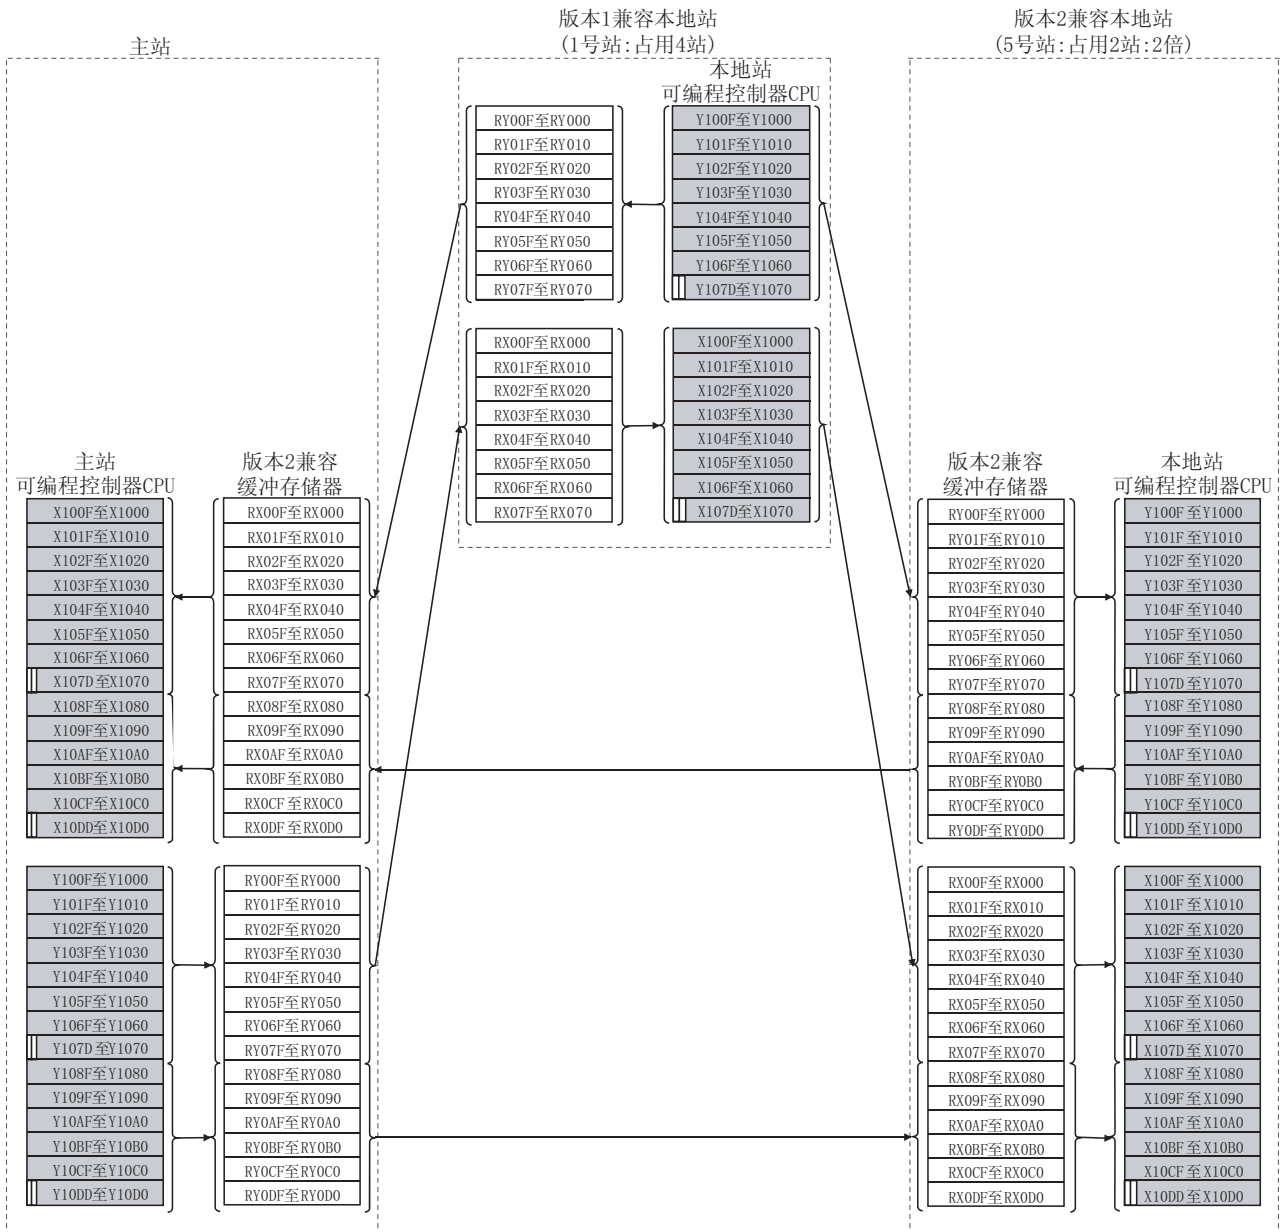 主站
版本1兼容本地站
(1号站:占用4站)
版本2兼容本地站
(5号站:占用2站:2倍)
本地站
可编程控制器CPU
RY00F至RY000
RY01F至RY010
RY02F至RY020
RY03F至RY030
RY04F至RY040
RY05F至RY050
RY06F至RY060
RY07F至RY070
Y100F至Y1000
Y101F至Y1010
Y102F至Y1020
Y103F至Y1030
Y104F至Y1040
Y105F至Y1050
Y106F至Y1060
Y107D至Y1070
RX00F至RX000
RX01F至RX010
RX02F至RX020
RX03F至RX030
RX04F至RX040
RX05F至RX050
RX06F至RX060
RX07F至RX070
X100F至X1000
X101F至X1010
X102F至X1020
X103F至X1030
X104F至X1040
X105F至X1050
X106F至X1060
X107D至X1070
主站
可编程控制器CPU
X100F至X1000
X101F至X1010
X102F至X1020
X103F至X1030
X104F至X1040
X105F至X1050
X106F至X1060
X107D至X1070
X108F至X1080
X109F至X1090
X10AF至X10A0
X10BF至X10B0
X10CF至X10C0
X10DD至X10D0
版本2兼容
缓冲存储器
RX00F至RX000
RX01F至RX010
RX02F至RX020
RX03F至RX030
RX04F至RX040
RX05F至RX050
RX06F至RX060
RX07F至RX070
RX08F至RX080
RX09F至RX090
RX0AF至RX0A0
RX0BF至RX0B0
RX0CF至RX0C0
RX0DF至RX0D0
Y100F至Y1000
Y101F至Y1010
Y102F至Y1020
Y103F至Y1030
Y104F至Y1040
Y105F至Y1050
Y106F至Y1060
Y107D至Y1070
Y108F至Y1080
Y109F至Y1090
Y10AF至Y10A0
Y10BF至Y10B0
Y10CF至Y10C0
Y10DD至Y10D0
RY00F至RY000
RY01F至RY010
RY02F至RY020
RY03F至RY030
RY04F至RY040
RY05F至RY050
RY06F至RY060
RY07F至RY070
RY08F至RY080
RY09F至RY090
RY0AF至RY0A0
RY0BF至RY0B0
RY0CF至RY0C0
RY0DF至RY0D0
版本2兼容
缓冲存储器
RY00F至RY000
RY01F至RY010
RY02F至RY020
RY03F至RY030
RY04F至RY040
RY05F至RY050
RY06F至RY060
RY07F至RY070
RY08F至RY080
RY09F至RY090
RY0AF至RY0A0
RY0BF至RY0B0
RY0CF至RY0C0
RY0DF至RY0D0
本地站
可编程控制器CPU
Y100F至Y1000
Y101F至Y1010
Y102F至Y1020
Y103F至Y1030
Y104F至Y1040
Y105F至Y1050
Y106F至Y1060
Y107D至Y1070
Y108F至Y1080
Y109F至Y1090
Y10AF至Y10A0
Y10BF至Y10B0
Y10CF至Y10C0
Y10DD至Y10D0
RX00F至RX000
RX01F至RX010
RX02F至RX020
RX03F至RX030
RX04F至RX040
RX05F至RX050
RX06F至RX060
RX07F至RX070
RX08F至RX080
RX09F至RX090
RX0AF至RX0A0
RX0BF至RX0B0
RX0CF至RX0C0
RX0DF至RX0D0
X100F至X1000
X101F至X1010
X102F至X1020
X103F至X1030
X104F至X1040
X105F至X1050
X106F至X1060
X107D至X1070
X108F至X1080
X109F至X1090
X10AF至X10A0
X10BF至X10B0
X10CF至X10C0
X10DD至X10D0